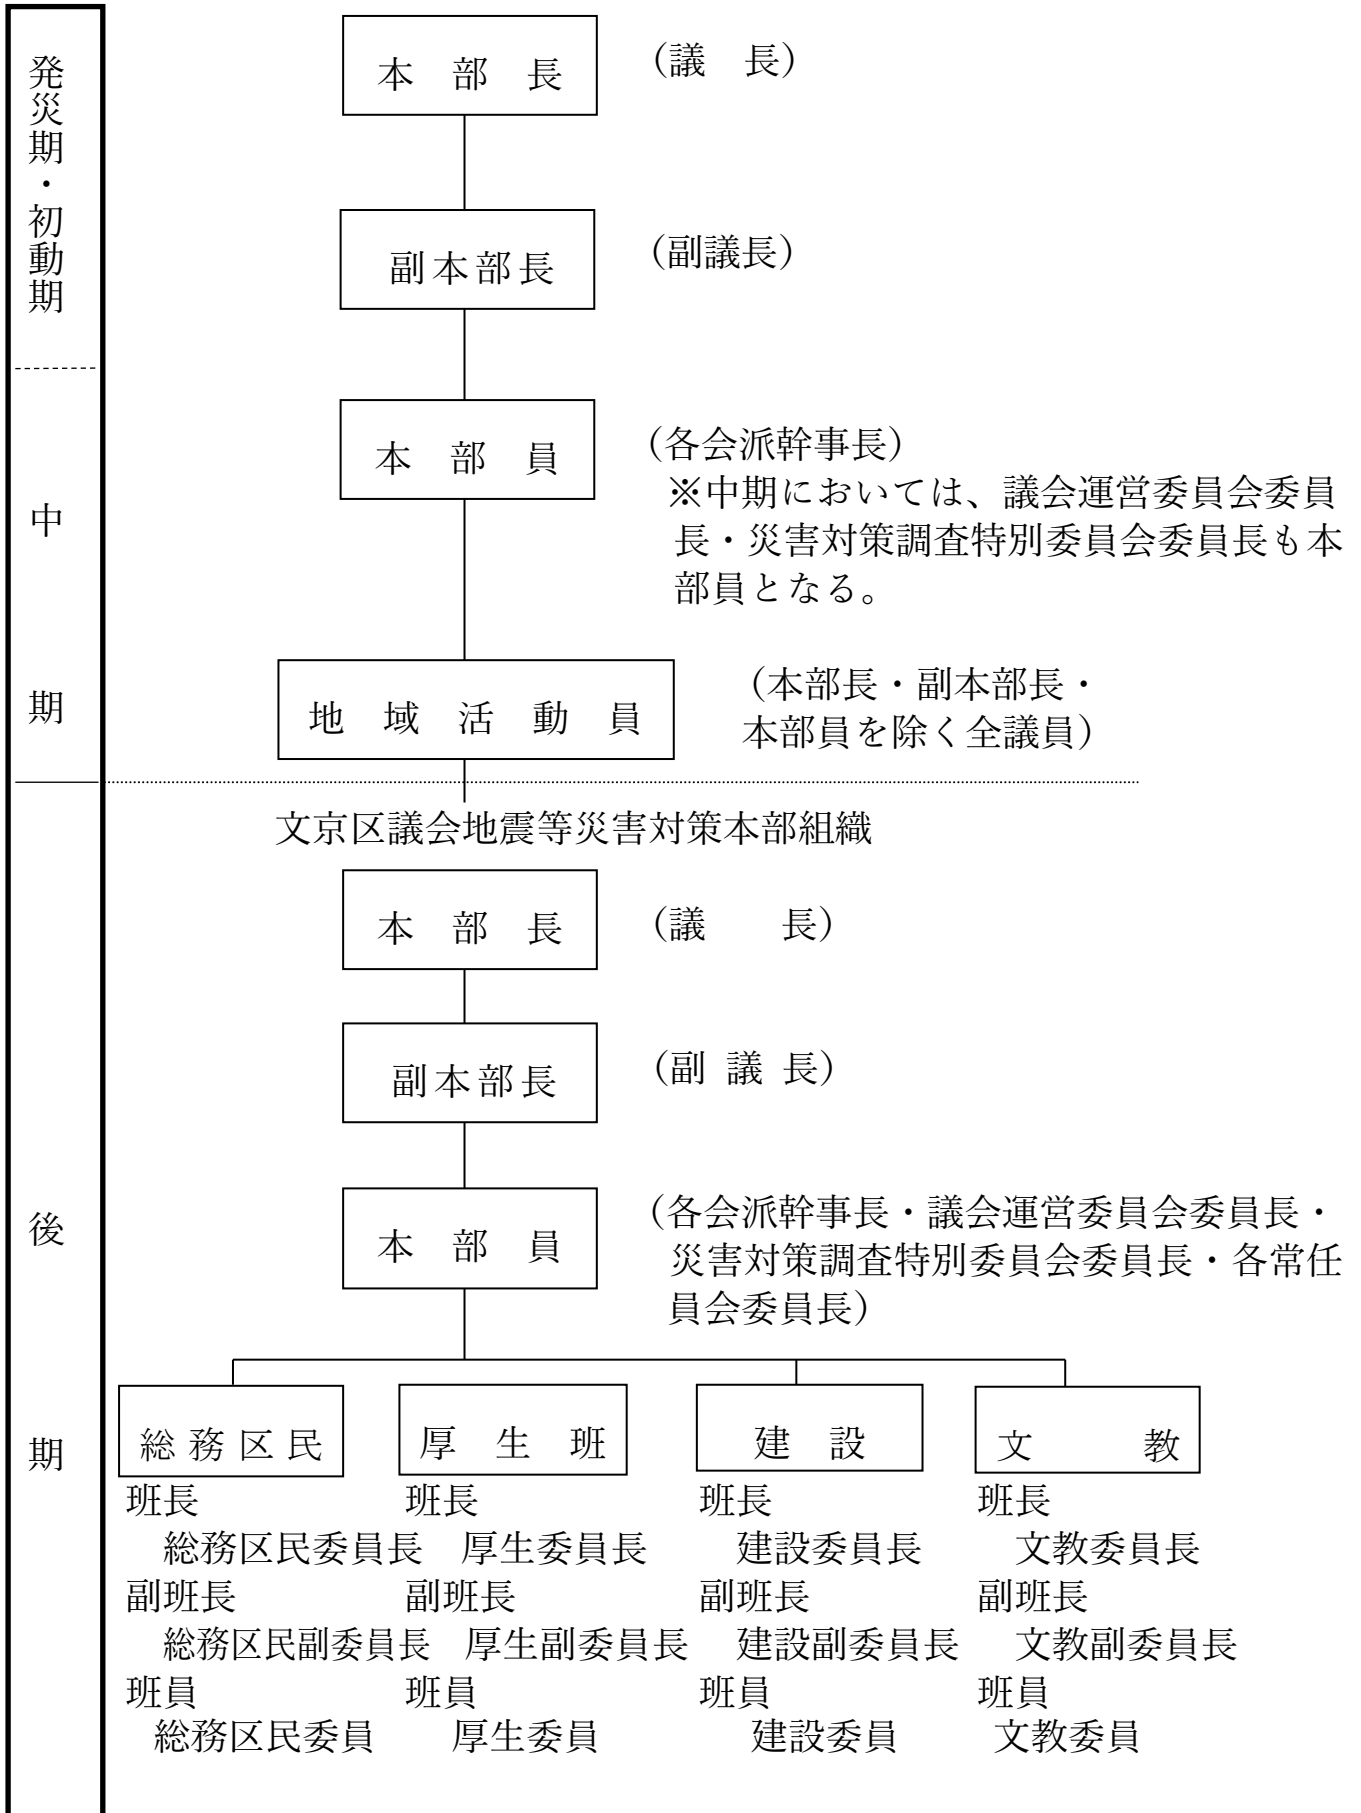 発災期・初動期
本部長
(議　長)
副本部長
(副議長)
中期
本部員
(各会派幹事長)
※中期においては、議会運営委員会委員
長・災害対策調査特別委員会委員長も本
部員となる。
地域活動員
(本部長・副本部長・
本部員を除く全議員)
後期
文京区議会地震等災害対策本部組織
本部長
(議　　長)
副本部長
(副 議 長)
本部員
(各会派幹事長・議会運営委員会委員長・
災害対策調査特別委員会委員長・各常任
員会委員長)
総務区民
班長
総務区民委員長
副班長
総務区民副委員長
班員
総務区民委員
厚生班
班長
厚生委員長
副班長
厚生副委員長
班員
厚生委員
建設
班長
建設委員長
副班長
建設副委員長
班員
建設委員
文教
班長
文教委員長
副班長
文教副委員長
班員
文教委員